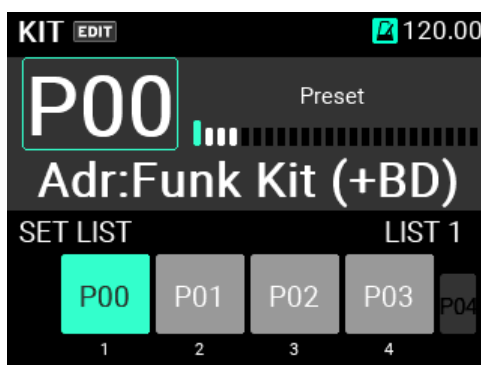 KIT EDIT 120.00
P00 Preset
Adr:Funk Kit (+BD)
SET LIST LIST 1
P00 P01 P02 P03 P04
1 2 3 4